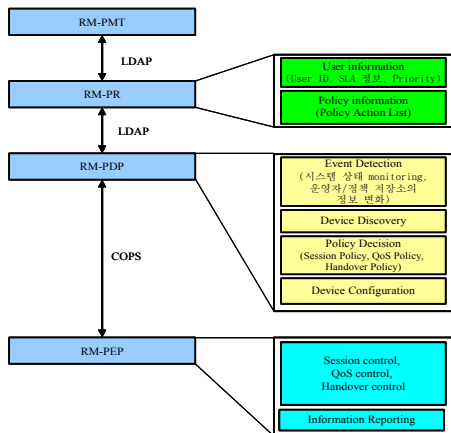 RM-PMT
LDAP
RM-PR
LDAP
RM-PDP
COPS
RM-PEP
User information
(User ID, SLA 정보, Priority)
Policy information
(Policy Action List)
Event Detection
(시스템 상태 monitoring,
운영자/정책 저장소의
정보 변화)
Device Discovery
Policy Decision
(Session Policy, QoS Policy,
Handover Policy)
Device Configuration
Session control,
QoS control,
Handover control
Information Reporting